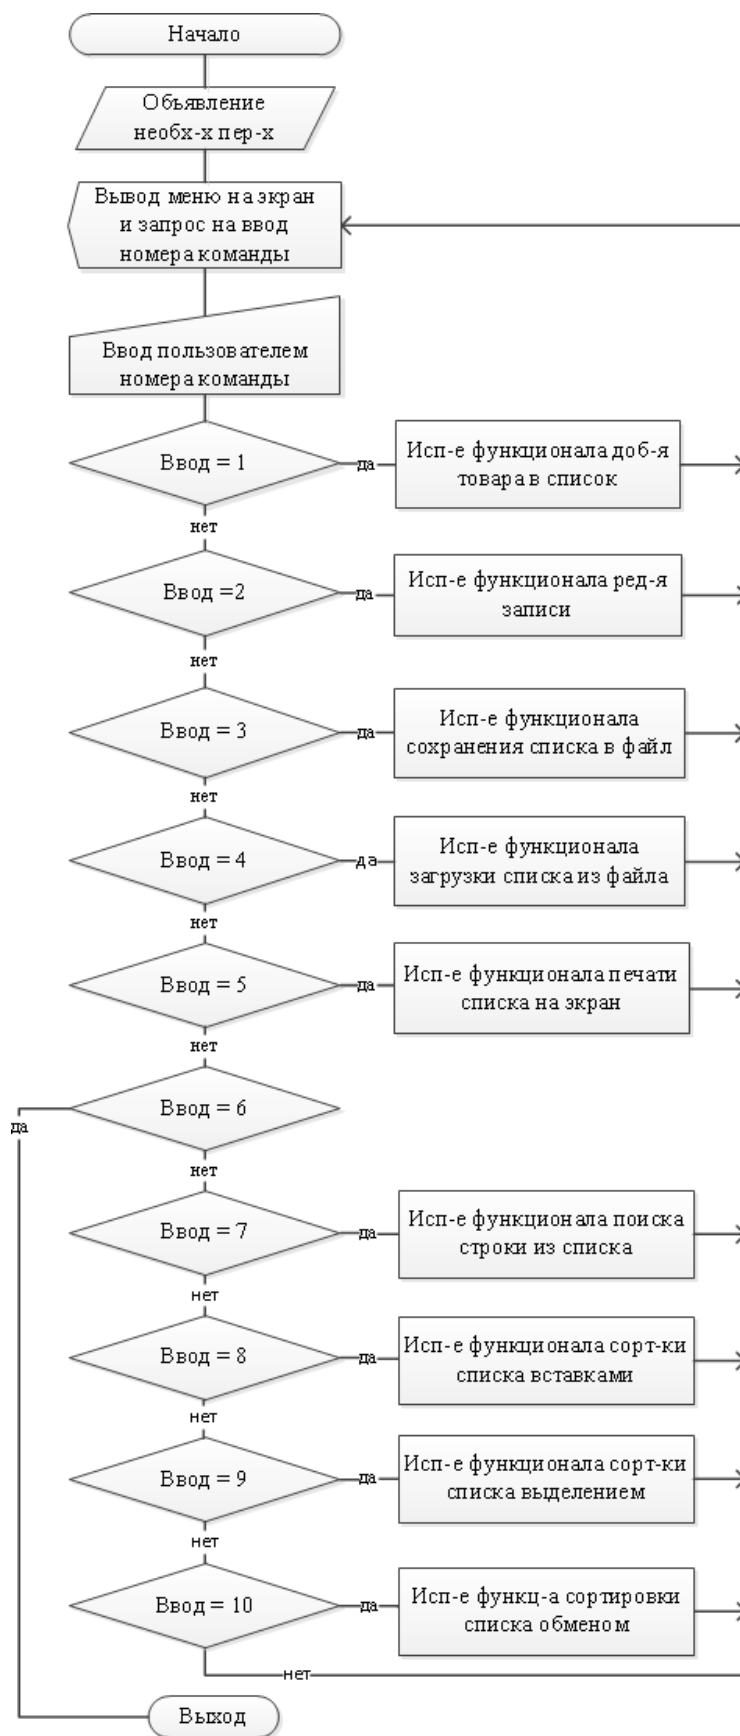 Начало
Объявление
необх-х пер-х
Вывод меню на экран
и запрос на ввод
номера команды
Ввод пользователем
номера команды
Ввод = 1
да
Исп-е функционала доб-я
товара в список
нет
Ввод =2
да
Исп-е функционала ред-я
записи
нет
Ввод = 3
да
Исп-е функционала
сохранения списка в файл
нет
Ввод = 4
да
Исп-е функционала
загрузки списка из файла
нет
Ввод = 5
да
Исп-е функционала печати
списка на экран
нет
Ввод = 6
да
нет
Ввод = 7
да
Исп-е функционала поиска
строки из списка
нет
Ввод = 8
да
Исп-е функционала сорт-ки
списка вставками
нет
Ввод = 9
да
Исп-е функционала сорт-ки
списка выделением
нет
Ввод = 10
да
Исп-е функц-а сортировки
списка обменом
нет
Выход